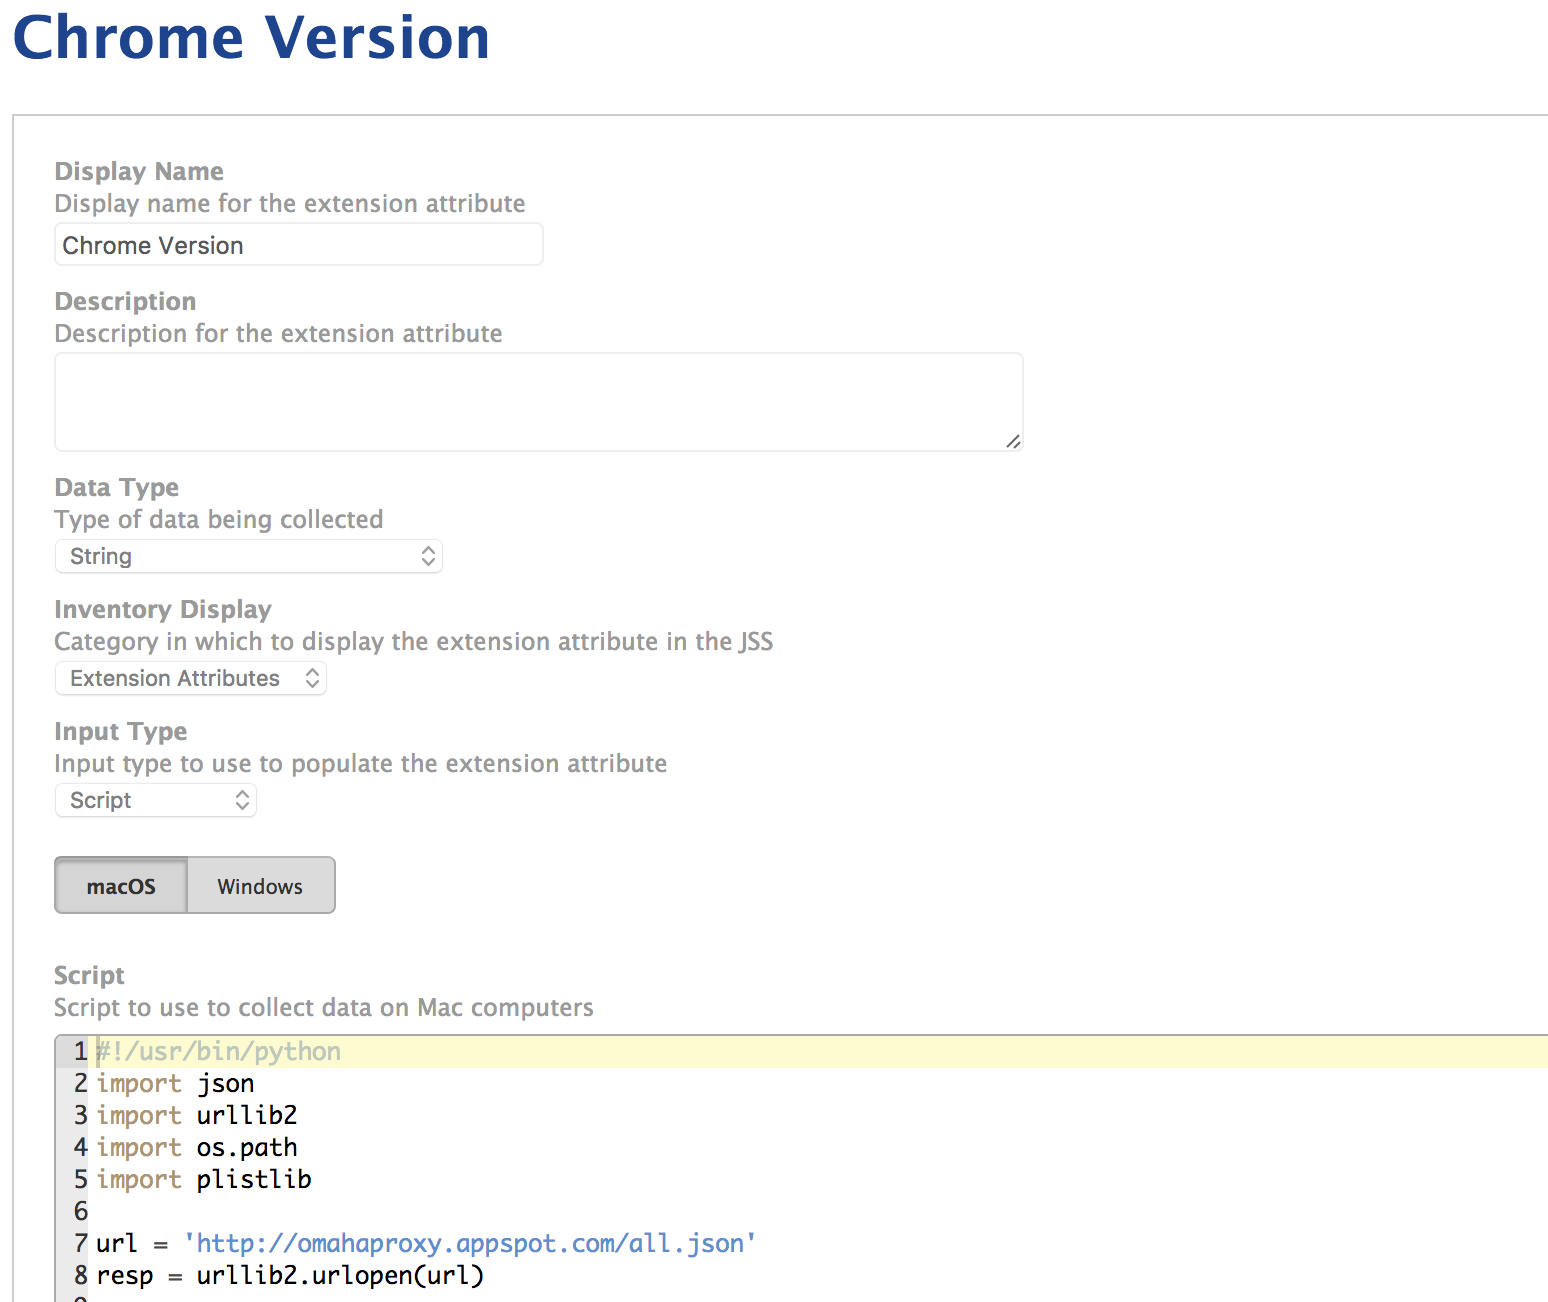 Chrome Version
Display Name
Display name for the extension attribute
Chrome Version
Description
Description for the extension attribute
Data Type
Type of data being collected
String
Inventory Display
Category in which to display the extension attribute in the JSS
Extension Attributes
Input Type
Input type to use to populate the extension attribute
Script
macOS Windows
Script
Script to use to collect data on Mac computers
1 #!/usr/bin/python
2 import json
3 import urllib2
4 import os.path
5 import plistlib
6
7 url = 'http://omahaproxy.appspot.com/all.json'
8 resp = urllib2.urlopen(url)